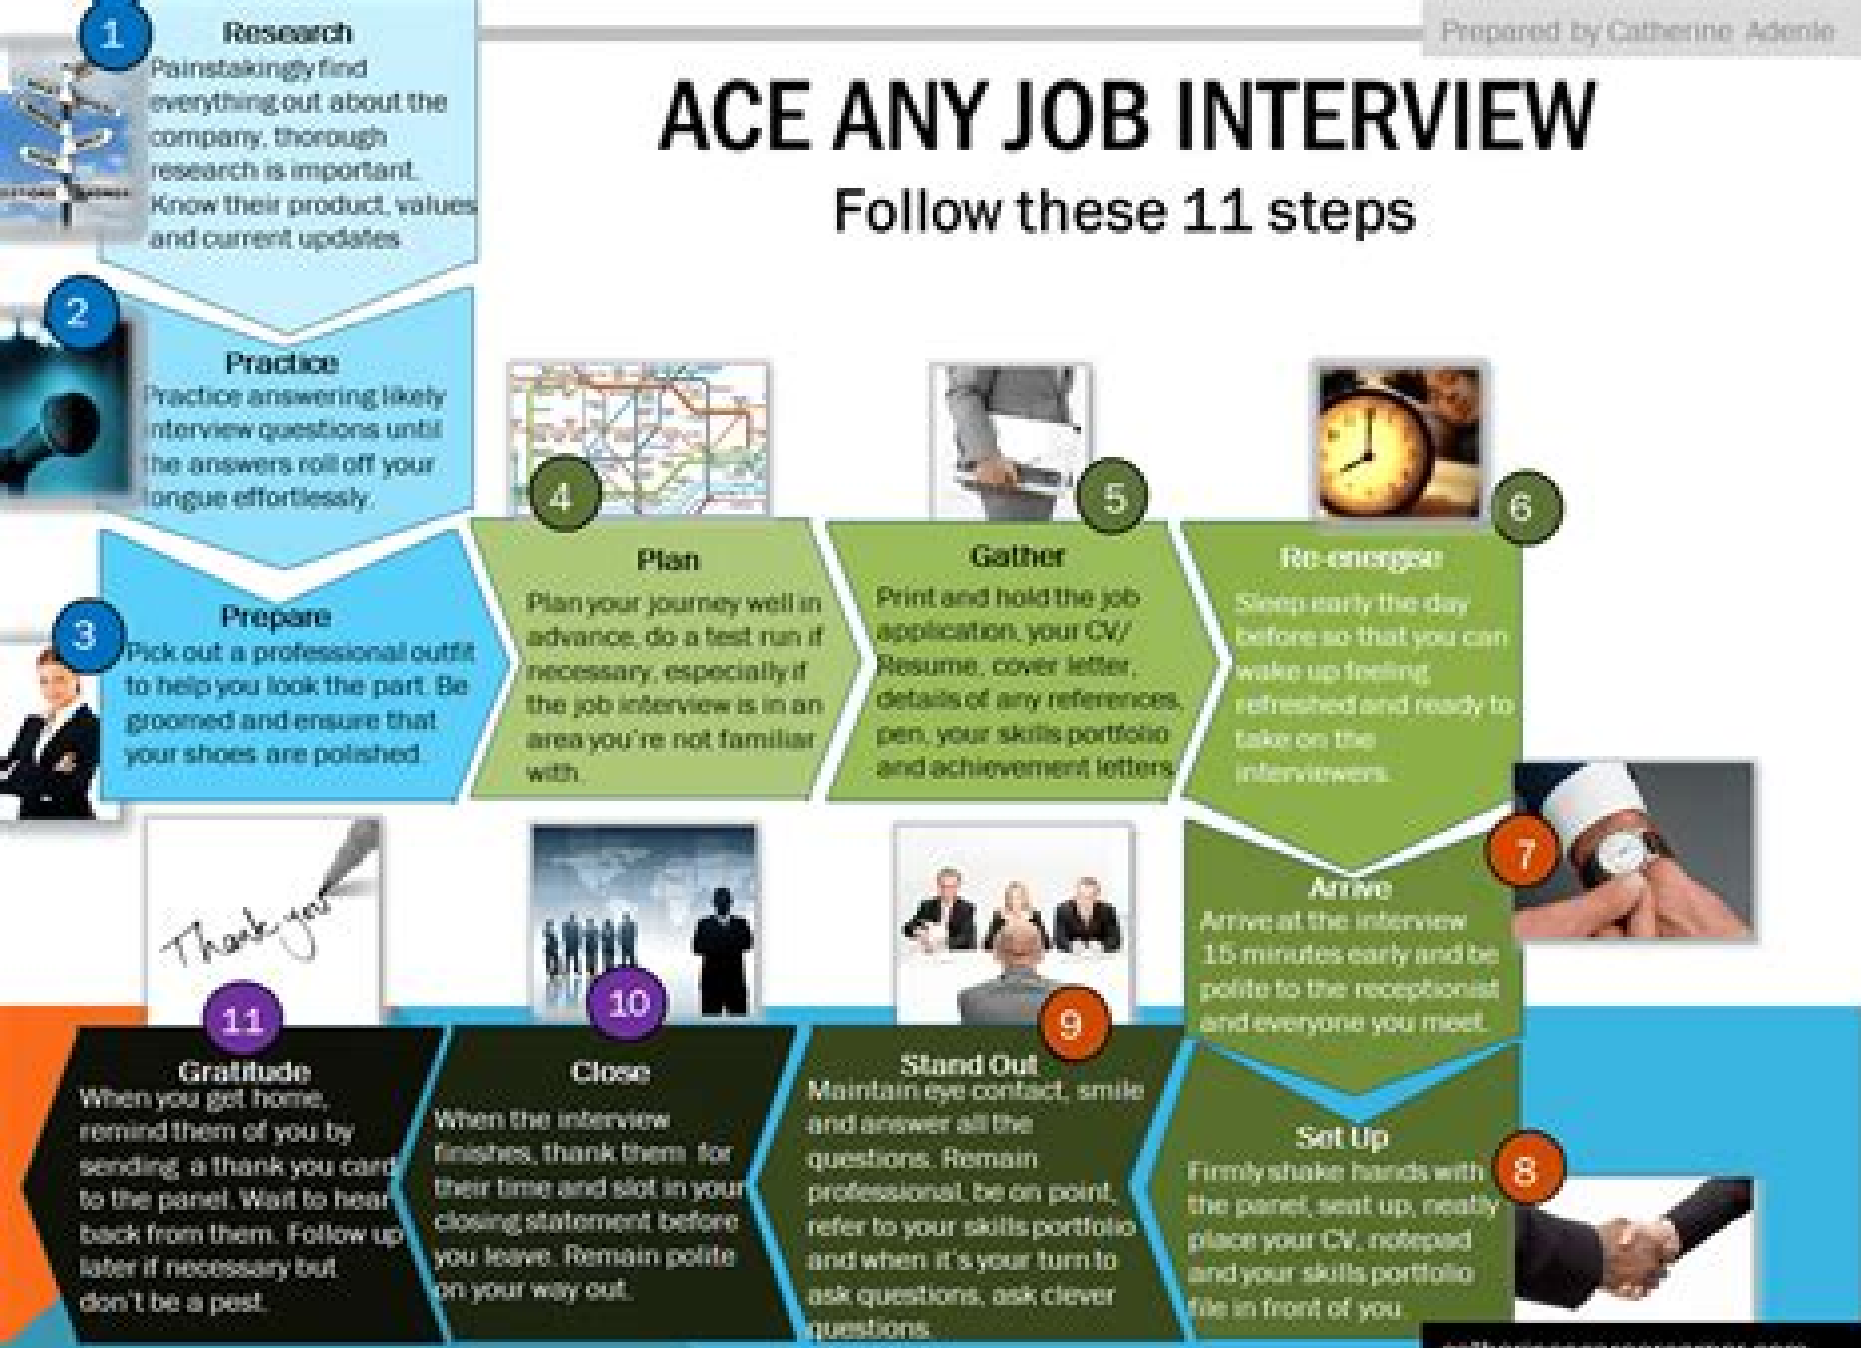 Prepared by Catherine Adenle
ACE ANY JOB INTERVIEW
Follow these 11 steps
1
Research
Painstakingly find
everything out about the
company, thorough
research is important.
Know their product, values
and current updates
2
Practice
Practice answering likely
interview questions until
the answers roll off your
tongue effortlessly.
3
Prepare
Pick out a professional outfit
to help you look the part. Be
groomed and ensure that
your shoes are polished.
4
Plan
Plan your journey well in
advance, do a test run if
necessary, especially if
the job interview is in an
area you're not familiar
with.
5
Gather
Print and hold the job
application, your CV/
Resume, cover letter,
details of any references,
pen, your skills portfolio
and achievement letters.
6
Re-energise
Sleep early the day
before so that you can
wake up feeling
refreshed and ready to
take on the
interviewers.
7
Arrive
Arrive at the interview
15 minutes early and be
polite to the receptionist
and everyone you meet.
8
Set Up
Firmly shake hands with
the panel, seat up, neatly
place your CV, notepad
and your skills portfolio
file in front of you.
9
Stand Out
Maintain eye contact, smile
and answer all the
questions. Remain
professional, be on point,
refer to your skills portfolio
and when it's your turn to
ask questions, ask clever
questions.
10
Close
When the interview
finishes, thank them for
their time and slot in your
closing statement before
you leave. Remain polite
on your way out.
Thank you
11
Gratitude
When you get home,
remind them of you by
sending a thank you card
to the panel. Wait to hear
back from them. Follow up
later if necessary but
don't be a pest.